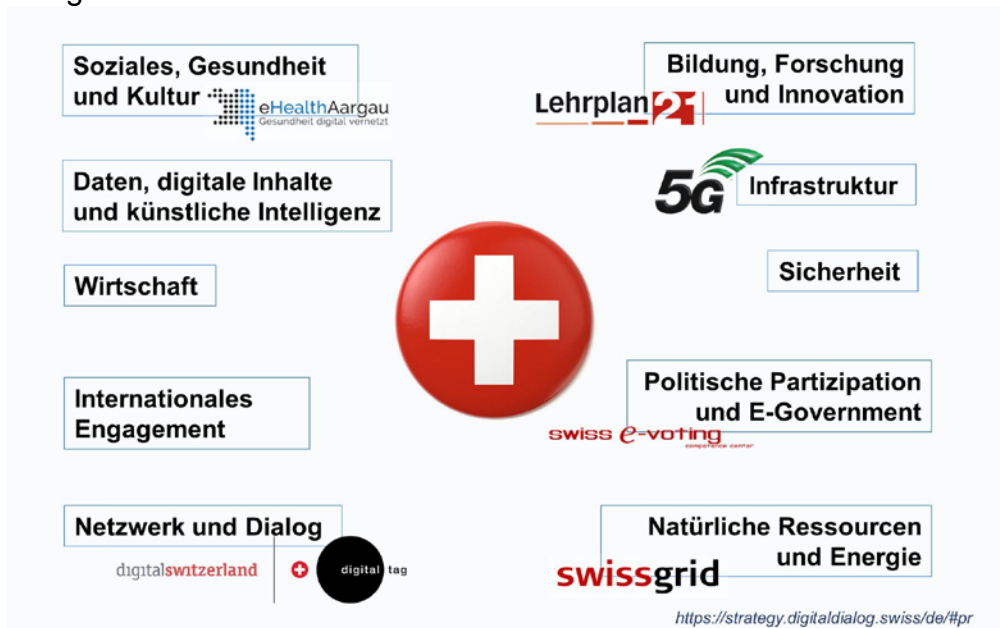 Soziales, Gesundheit
und Kultur
eHealthAargau
Gesundheit digital vernetzt
Daten, digitale Inhalte
und künstliche Intelligenz
Wirtschaft
Internationales
Engagement
Netzwerk und Dialog
digitalswitzerland
digital tag
Bildung, Forschung
und Innovation
Lehrplan 21
5G
Infrastruktur
Sicherheit
Politische Partizipation
und E-Government
swiss e-voting
competence center
Natürliche Ressourcen
und Energie
swissgrid
https://strategy.digitaldialog.swiss/de/#pr